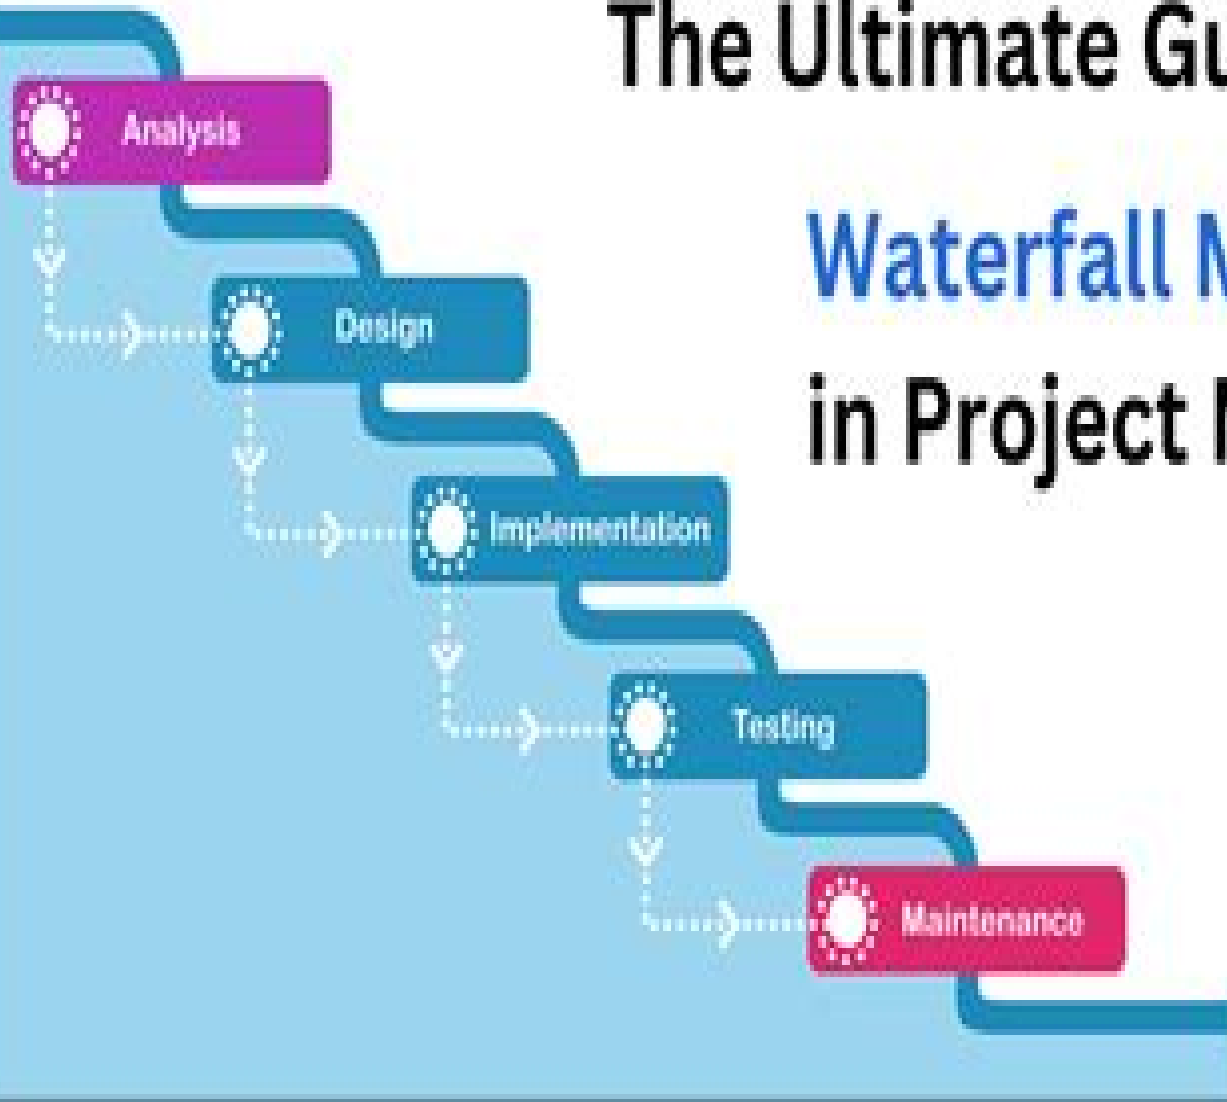 The Ultimate Gu
Analysis
Waterfall M
Design
in Project
Implementation
Testing
Maintenance